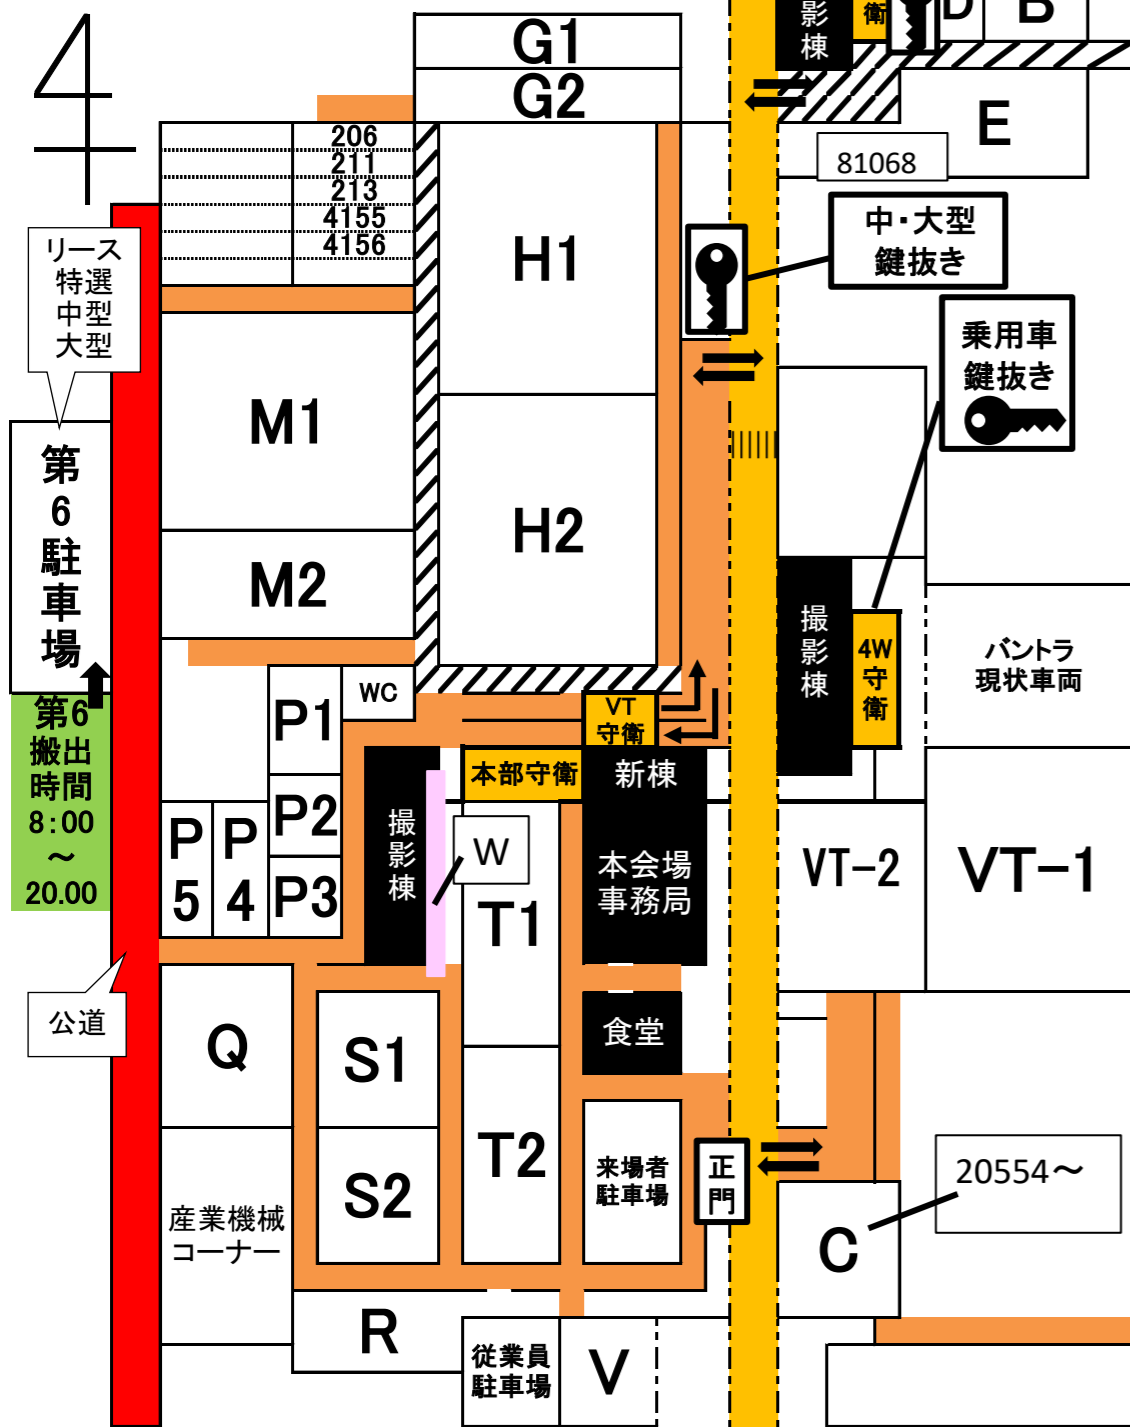 撮
影
棟
守
衛
D
B
G1
G2
E
81068
206
211
213
4155
4156
リース
特選
中型
大型
H1
中・大型
鍵抜き
乗用車
鍵抜き
M1
第
6
駐
車
場
H2
M2
撮
影
棟
4W
守
衛
バントラ
現状車両
WC
P1
VT
守衛
第6
搬出
時間
8:00
～
20.00
本部守衛
新棟
P2
撮
影
棟
W
本会場
事務局
VT-2
VT-1
P
5
P
4
P3
T1
公道
Q
S1
食堂
T2
来場者
駐車場
正
門
20554～
S2
産業機械
コーナー
C
R
従業員
駐車場
V